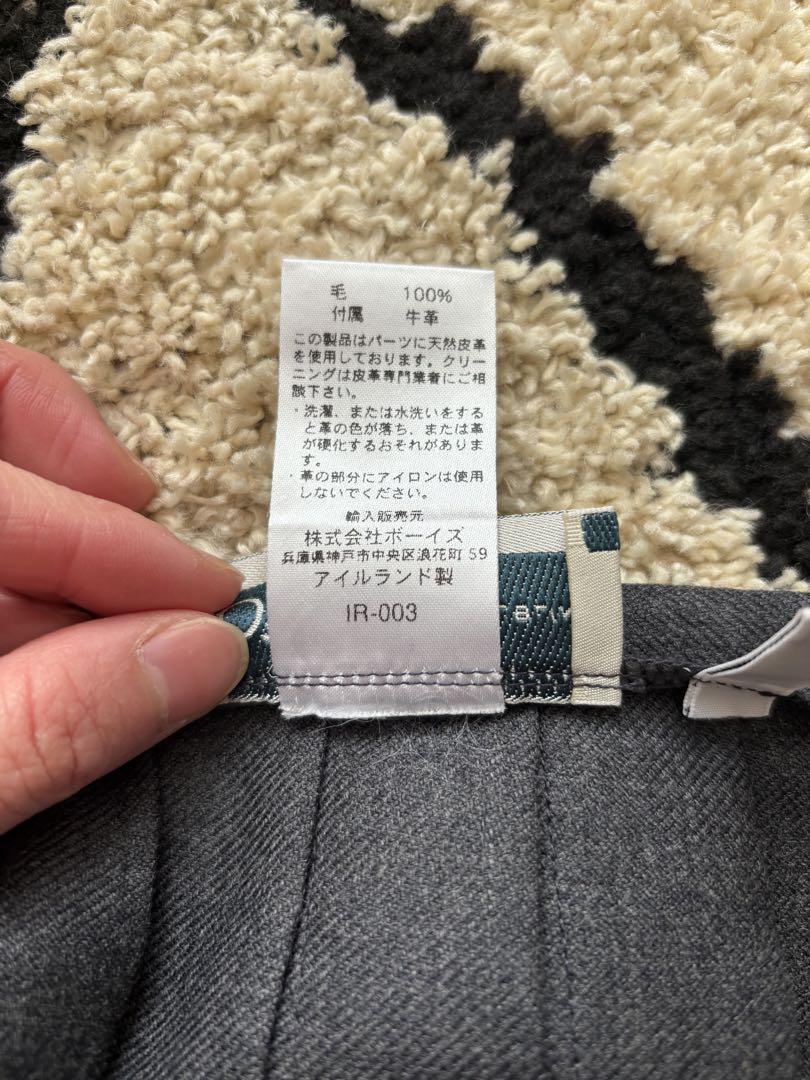 毛 100%
付属 牛革
この製品はパーツに天然皮革
を使用しております。クリー
ニングは皮革専門業者にご相
談下さい。
・洗濯、または水洗いをする
と革の色が落ち、または革
が硬化するおそれがありま
す。
・革の部分にアイロンは使用
しないでください。
輸入販売元
株式会社ボーイズ
兵庫県神戸市中央区浪花町 59
アイルランド製
IR-003